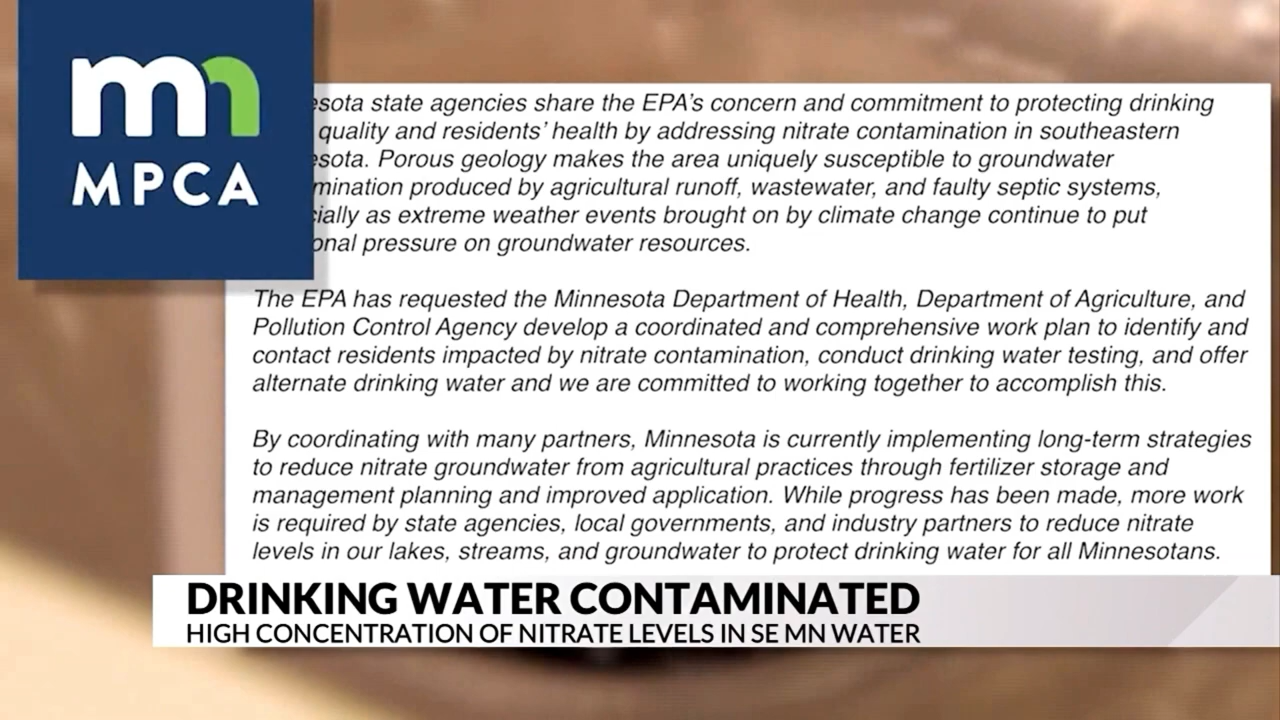 mn
MPCA
state agencies share the EPA's concern and commitment to protecting drinking
quality and residents' health by addressing nitrate contamination in southeastern
Porous geology makes the area uniquely susceptible to groundwater
produced by agricultural runoff, wastewater, and faulty septic systems,
as extreme weather events brought on by climate change continue to put
pressure on groundwater resources.
The EPA has requested the Minnesota Department of Health, Department of Agriculture, and
Pollution Control Agency develop a coordinated and comprehensive work plan to identify and
contact residents impacted by nitrate contamination, conduct drinking water testing, and offer
alternate drinking water and we are committed to working together to accomplish this.
By coordinating with many partners, Minnesota is currently implementing long-term strategies
to reduce nitrate groundwater from agricultural practices through fertilizer storage and
management planning and improved application. While progress has been made, more work
is required by state agencies, local governments, and industry partners to reduce nitrate
levels in our lakes, streams, and groundwater to protect drinking water for all Minnesotans.
DRINKING WATER CONTAMINATED
HIGH CONCENTRATION OF NITRATE LEVELS IN SE MN WATER